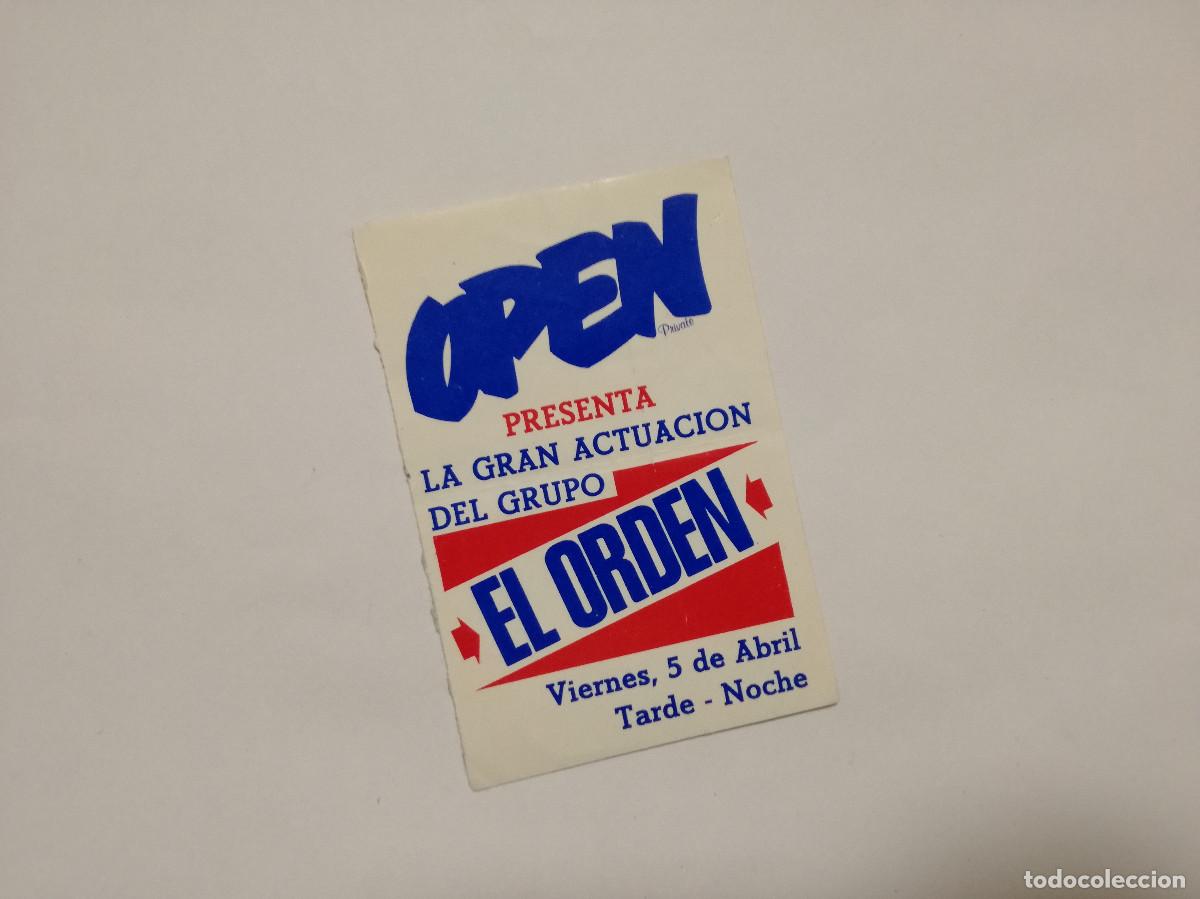 OPEN
Private
PRESENTA
LA GRAN ACTUACION
DEL GRUPO
EL ORDEN
Viernes, 5 de Abril
Tarde - Noche
todocoleccion